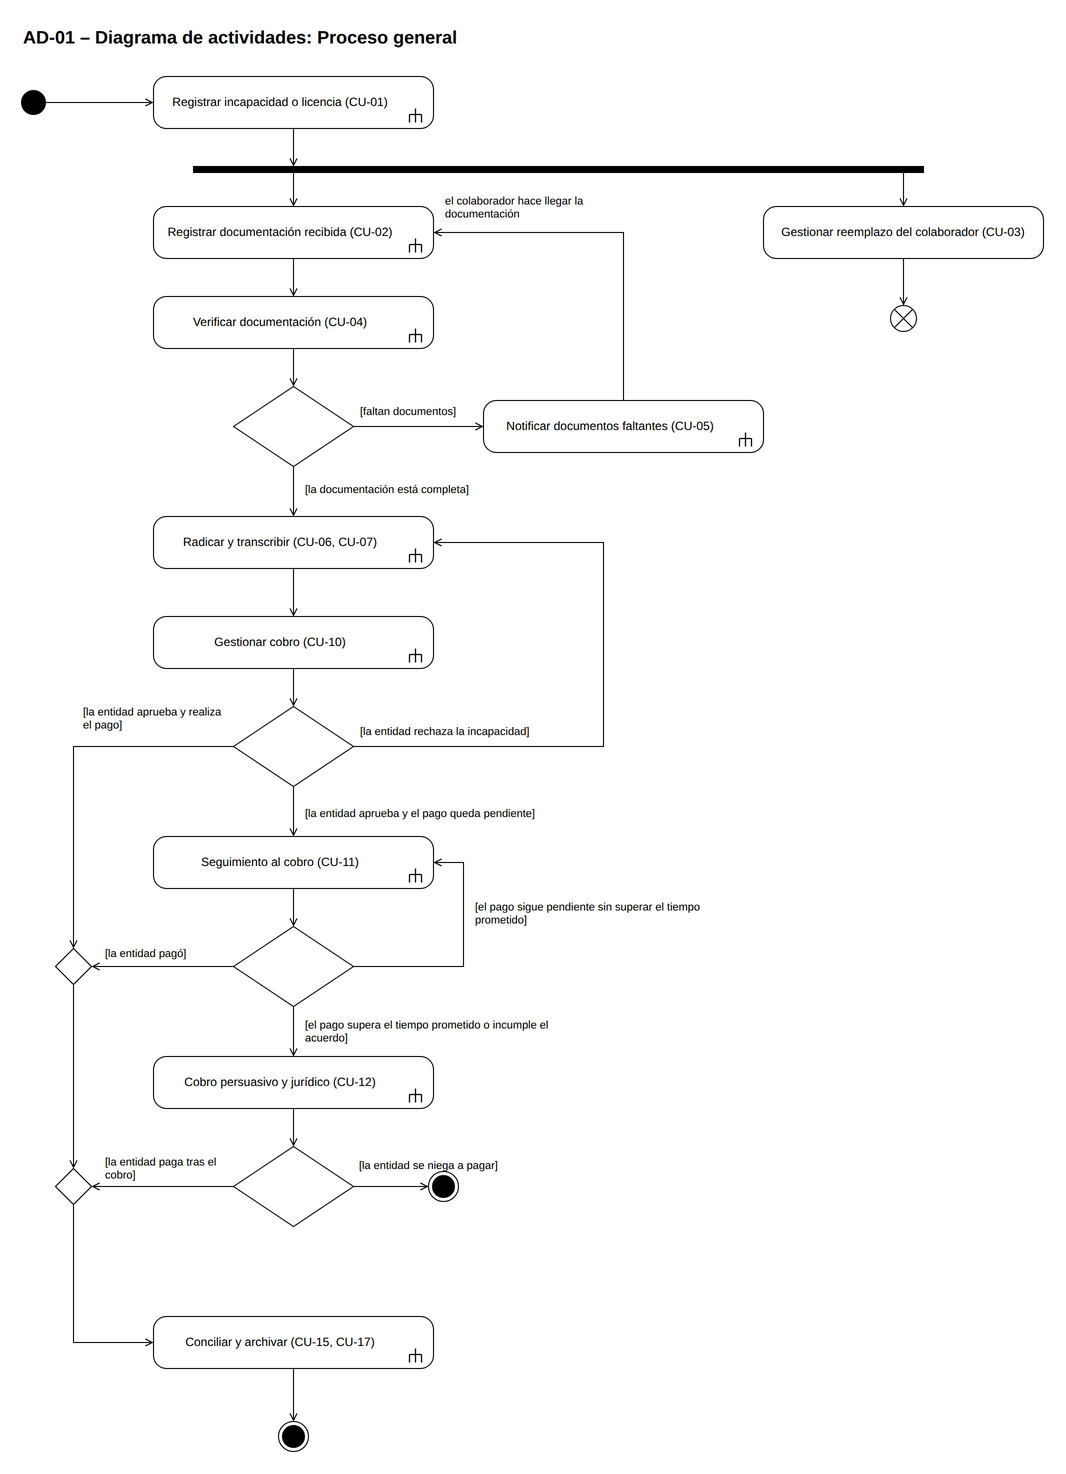 AD-01 – Diagrama de actividades: Proceso general
Registrar incapacidad o licencia (CU-01)
el colaborador hace llegar la
documentación
Registrar documentación recibida (CU-02)
Gestionar reemplazo del colaborador (CU-03)
Verificar documentación (CU-04)
[faltan documentos]
Notificar documentos faltantes (CU-05)
[la documentación está completa]
Radicar y transcribir (CU-06, CU-07)
Gestionar cobro (CU-10)
[la entidad aprueba y realiza
el pago]
[la entidad rechaza la incapacidad]
[la entidad aprueba y el pago queda pendiente]
Seguimiento al cobro (CU-11)
[el pago sigue pendiente sin superar el tiempo
prometido]
[la entidad pagó]
[el pago supera el tiempo prometido o incumple el
acuerdo]
Cobro persuasivo y jurídico (CU-12)
[la entidad paga tras el
cobro]
[la entidad se niega a pagar]
Conciliar y archivar (CU-15, CU-17)